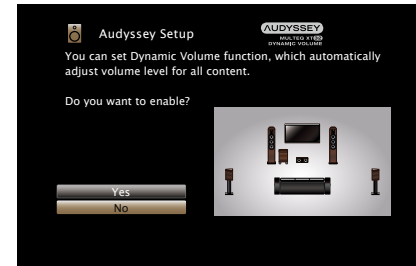 Audyssey Setup
AUDYSSEY
MULTEQ XT32
DYNAMIC VOLUME
You can set Dynamic Volume function, which automatically
adjust volume level for all content.
Do you want to enable?
Yes
No